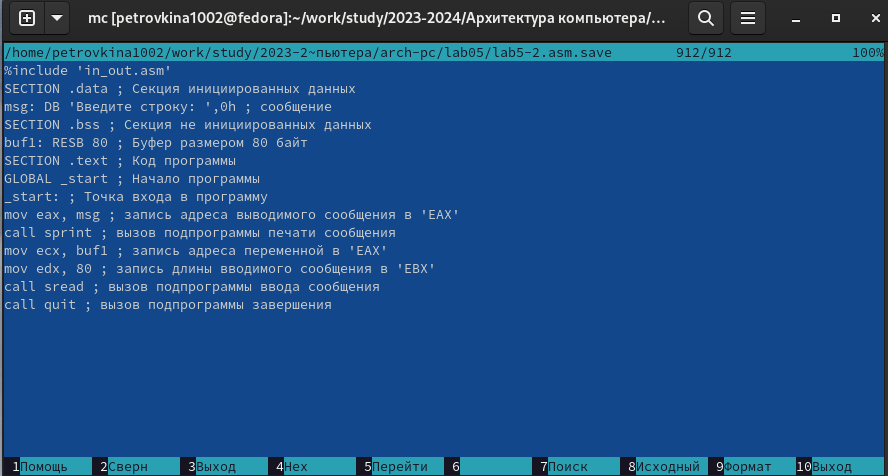 mc [petrovkina1002@fedora]:~/work/study/2023-2024/Архитектура компьютера/...
/home/petrovkina1002/work/study/2023-2~пьютера/arch-pc/lab05/lab5-2.asm.save 912/912 100%
%include 'in_out.asm'
SECTION .data ; Секция инициированных данных
msg: DB 'Введите строку: ',0h ; сообщение
SECTION .bss ; Секция не инициированных данных
buf1: RESB 80 ; Буфер размером 80 байт
SECTION .text ; Код программы
GLOBAL _start ; Начало программы
_start: ; Точка входа в программу
mov eax, msg ; запись адреса выводимого сообщения в 'EAX'
call sprint ; вызов подпрограммы печати сообщения
mov ecx, buf1 ; запись адреса переменной в 'EAX'
mov edx, 80 ; запись длины вводимого сообщения в 'EBX'
call sread ; вызов подпрограммы ввода сообщения
call quit ; вызов подпрограммы завершения
1Помощь 2Сверн 3Выход 4Hex 5Перейти 6 7Поиск 8Исходный 9Формат 10Выход